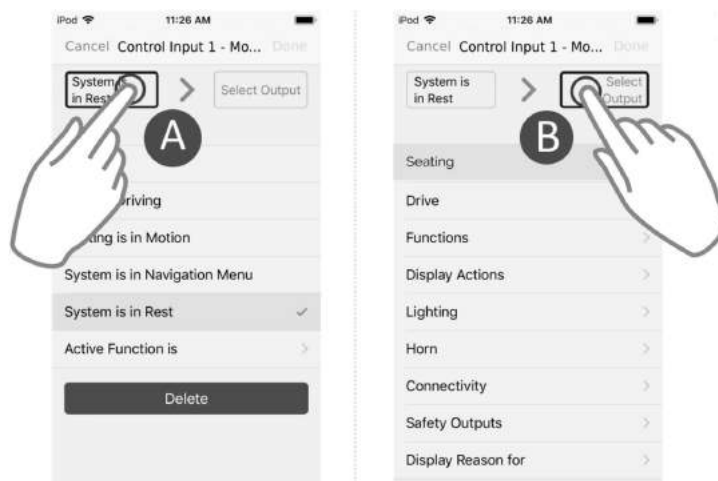 iPod 11:26 AM
Cancel Control Input 1 - Mo... Done
System is
in Rest
Select Output
A
riving
ing is in Motion
System is in Navigation Menu
System is in Rest
Active Function is
Delete
iPod 11:26 AM
Cancel Control Input 1 - Mo... Done
System is
in Rest
Select
Output
B
Seating
Drive
Functions
Display Actions
Lighting
Horn
Connectivity
Safety Outputs
Display Reason for